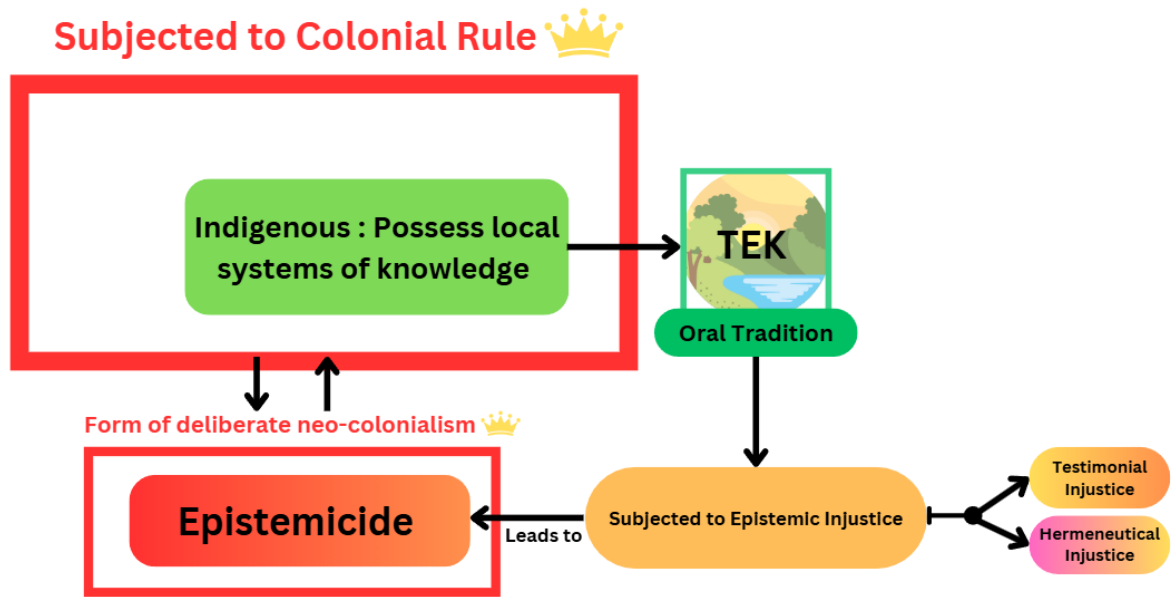 Subjected to Colonial Rule
Indigenous : Possess local
systems of knowledge
TEK
Oral Tradition
Form of deliberate neo-colonialism
Epistemicide
Leads to
Subjected to Epistemic Injustice
Testimonial
Injustice
Hermeneutical
Injustice